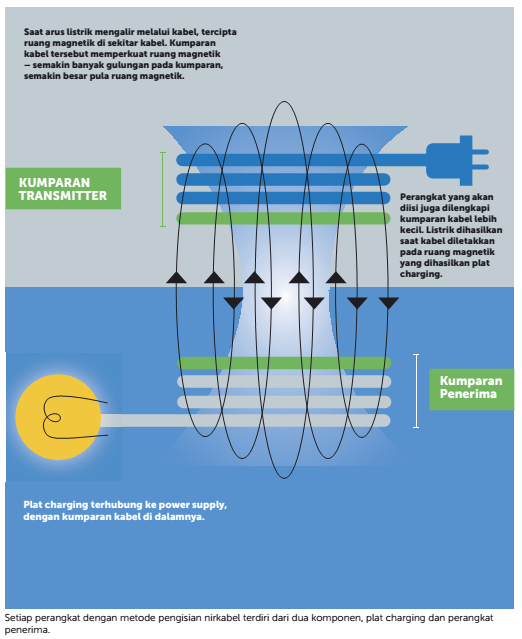 Saat arus listrik mengalir melalui kabel, tercipta
ruang magnetik di sekitar kabel. Kumparan
kabel tersebut memperkuat ruang magnetik
– semakin banyak gulungan pada kumparan,
semakin besar pula ruang magnetik.
KUMPARAN
TRANSMITTER
Perangkat yang akan
diisi juga dilengkapi
kumparan kabel lebih
kecil. Listrik dihasilkan
saat kabel diletakkan
pada ruang magnetik
yang dihasilkan plat
charging.
Kumparan
Penerima
Plat charging terhubung ke power supply,
dengan kumparan kabel di dalamnya.
Setiap perangkat dengan metode pengisian nirkabel terdiri dari dua komponen, plat charging dan perangkat
penerima.